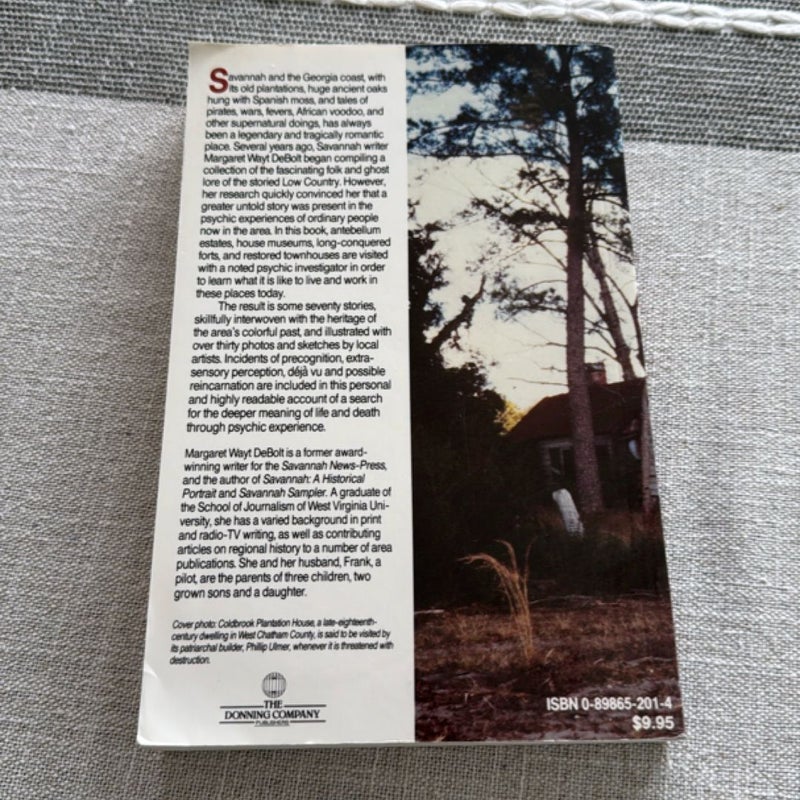 Savannah and the Georgia coast, with
its old plantations, huge ancient oaks
hung with Spanish moss, and tales of
pirates, wars, fevers, African voodoo, and
other supernatural doings, has always
been a legendary and tragically romantic
place. Several years ago, Savannah writer
Margaret Wayt DeBolt began compiling a
collection of the fascinating folk and ghost
lore of the storied Low Country. However,
her research quickly convinced her that a
greater untold story was present in the
psychic experiences of ordinary people
now in the area. In this book, antebellum
estates, house museums, long-conquered
forts, and restored townhouses are visited
with a noted psychic investigator in order
to learn what it is like to live and work in
these places today.
The result is some seventy stories,
skillfully interwoven with the heritage of
the area's colorful past, and illustrated with
over thirty photos and sketches by local
artists. Incidents of precognition, extra-
sensory perception, déjà vu and possible
reincarnation are included in this personal
and highly readable account of a search
for the deeper meaning of life and death
through psychic experience.
Margaret Wayt DeBolt is a former award-
winning writer for the Savannah News-Press,
and the author of Savannah: A Historical
Portrait and Savannah Sampler. A graduate of
the School of Journalism of West Virginia Uni-
versity, she has a varied background in print
and radio-TV writing, as well as contributing
articles on regional history to a number of area
publications. She and her husband, Frank, a
pilot, are the parents of three children, two
grown sons and a daughter.
Cover photo: Coldbrook Plantation House, a late-eighteenth-
century dwelling in West Chatham County, is said to be visited by
its patriarchal builder, Phillip Ulmer, whenever it is threatened with
destruction.
THE
DONNING COMPANY
PUBLISHERS
ISBN 0-89865-201-4
$9.95